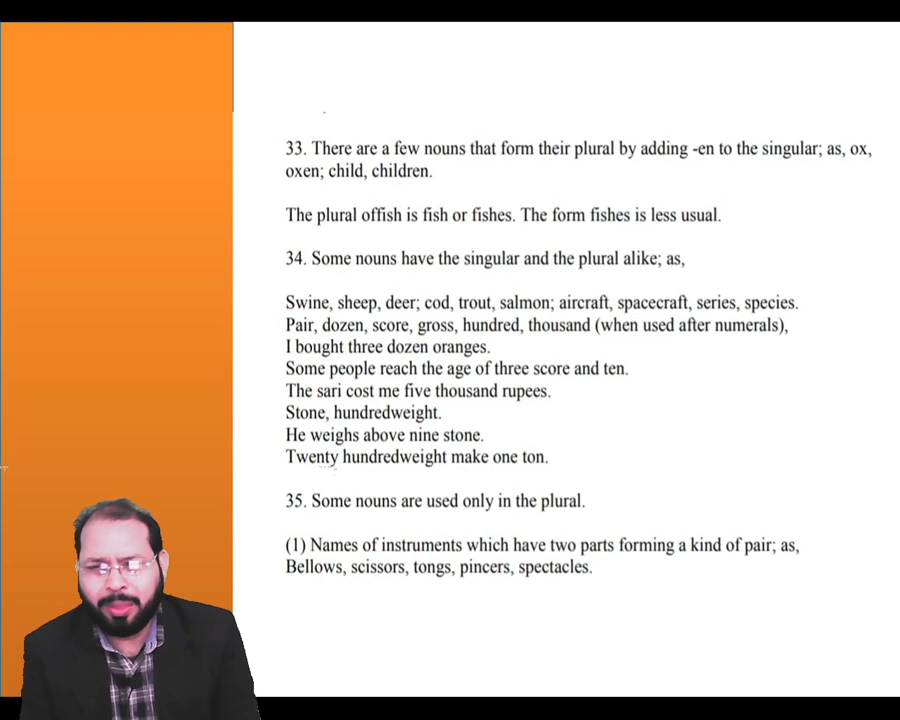 33. There are a few nouns that form their plural by adding -en to the singular; as, ox,
oxen; child, children.
The plural offish is fish or fishes. The form fishes is less usual.
34. Some nouns have the singular and the plural alike; as,
Swine, sheep, deer; cod, trout, salmon; aircraft, spacecraft, series, species.
Pair, dozen, score, gross, hundred, thousand (when used after numerals),
I bought three dozen oranges.
Some people reach the age of three score and ten.
The sari cost me five thousand rupees.
Stone, hundredweight.
He weighs above nine stone.
Twenty hundredweight make one ton.
35. Some nouns are used only in the plural.
(1) Names of instruments which have two parts forming a kind of pair; as,
Bellows, scissors, tongs, pincers, spectacles.